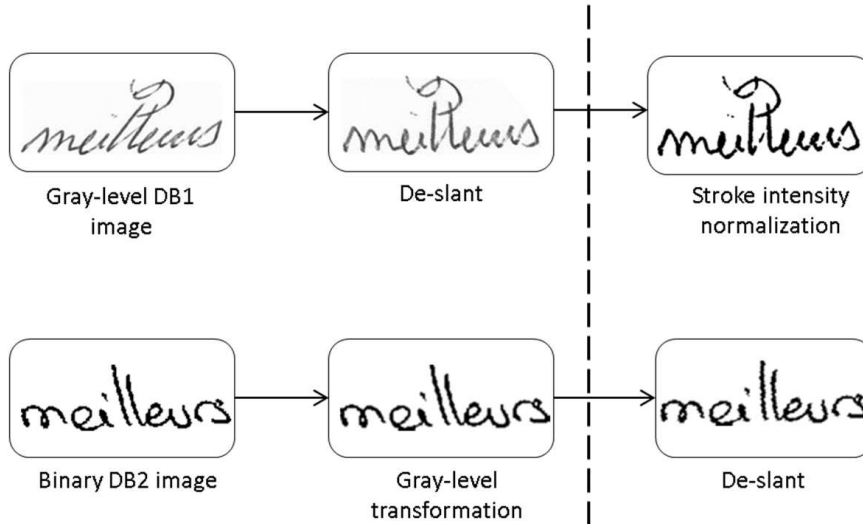 meilleurs
meilleurs
meilleurs
Gray-level DB1
image
De-slant
Stroke intensity
normalization
meilleurs
meilleurs
meilleurs
Binary DB2 image
Gray-level
transformation
De-slant